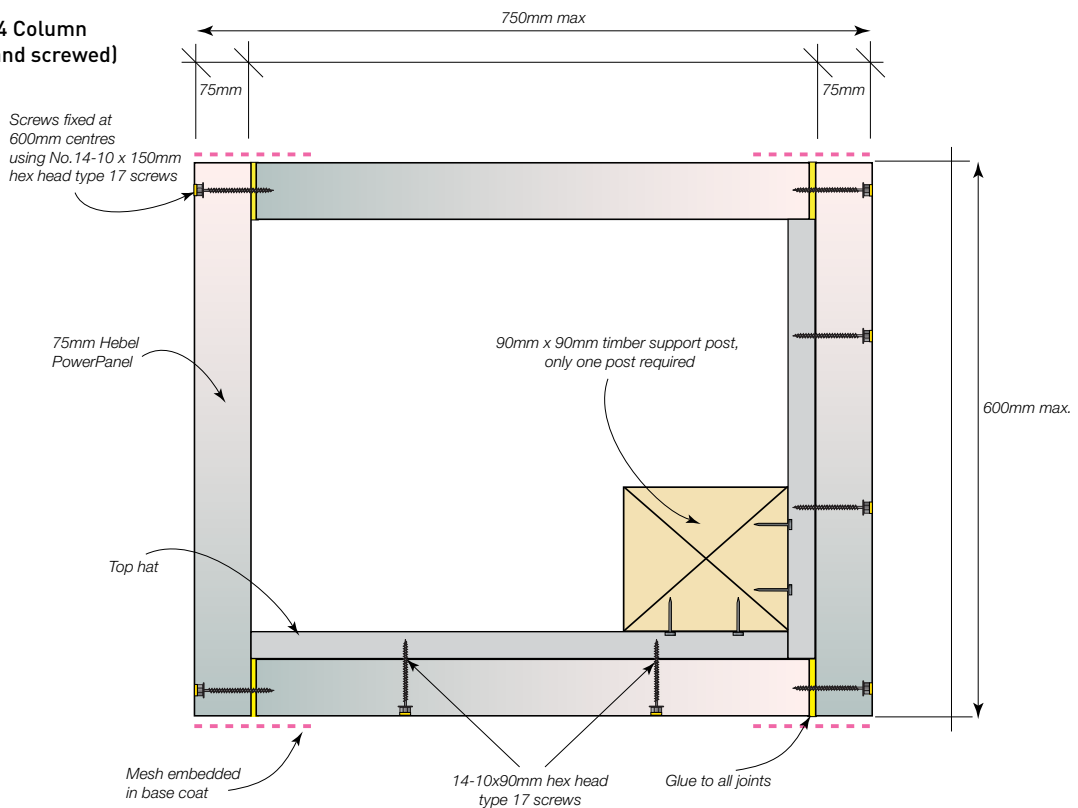 4 Column
and screwed)
750mm max
75mm
75mm
Screws fixed at
600mm centres
using No.14-10 x 150mm
hex head type 17 screws
75mm Hebel
PowerPanel
90mm x 90mm timber support post,
only one post required
600mm max.
Top hat
Mesh embedded
in base coat
14-10x90mm hex head
type 17 screws
Glue to all joints